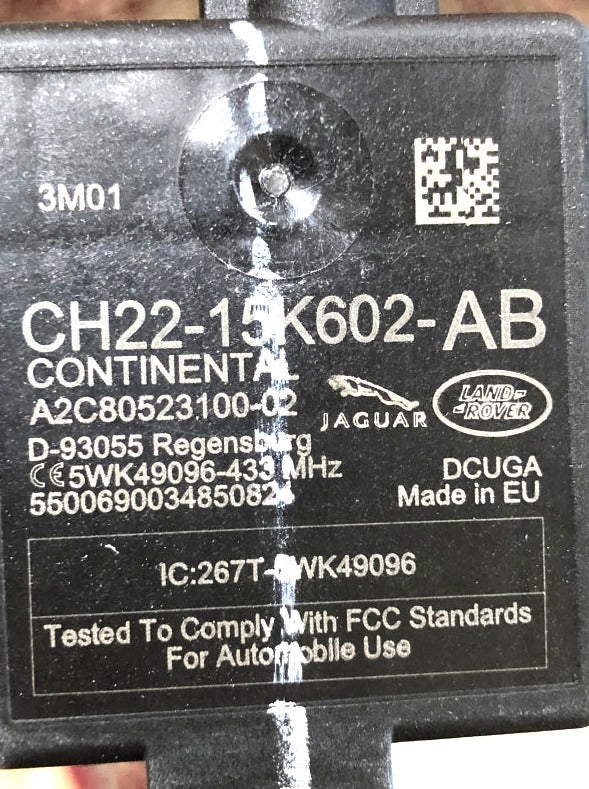 3M01
CH22-15K602-AB
CONTINENTAL
A2C80523100-02
JAGUAR
LAND-
-ROVER
D-93055 Regensburg
CE 5WK49096-433 MHz
DCUGA
Made in EU
IC:267T-5WK49096
Tested To Comply With FCC Standards
For Automobile Use